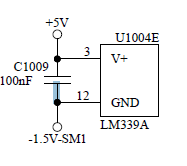 +5V
U1004E
3
V+
C1009
100nF
12
GND
-1.5V-SM1
LM339A